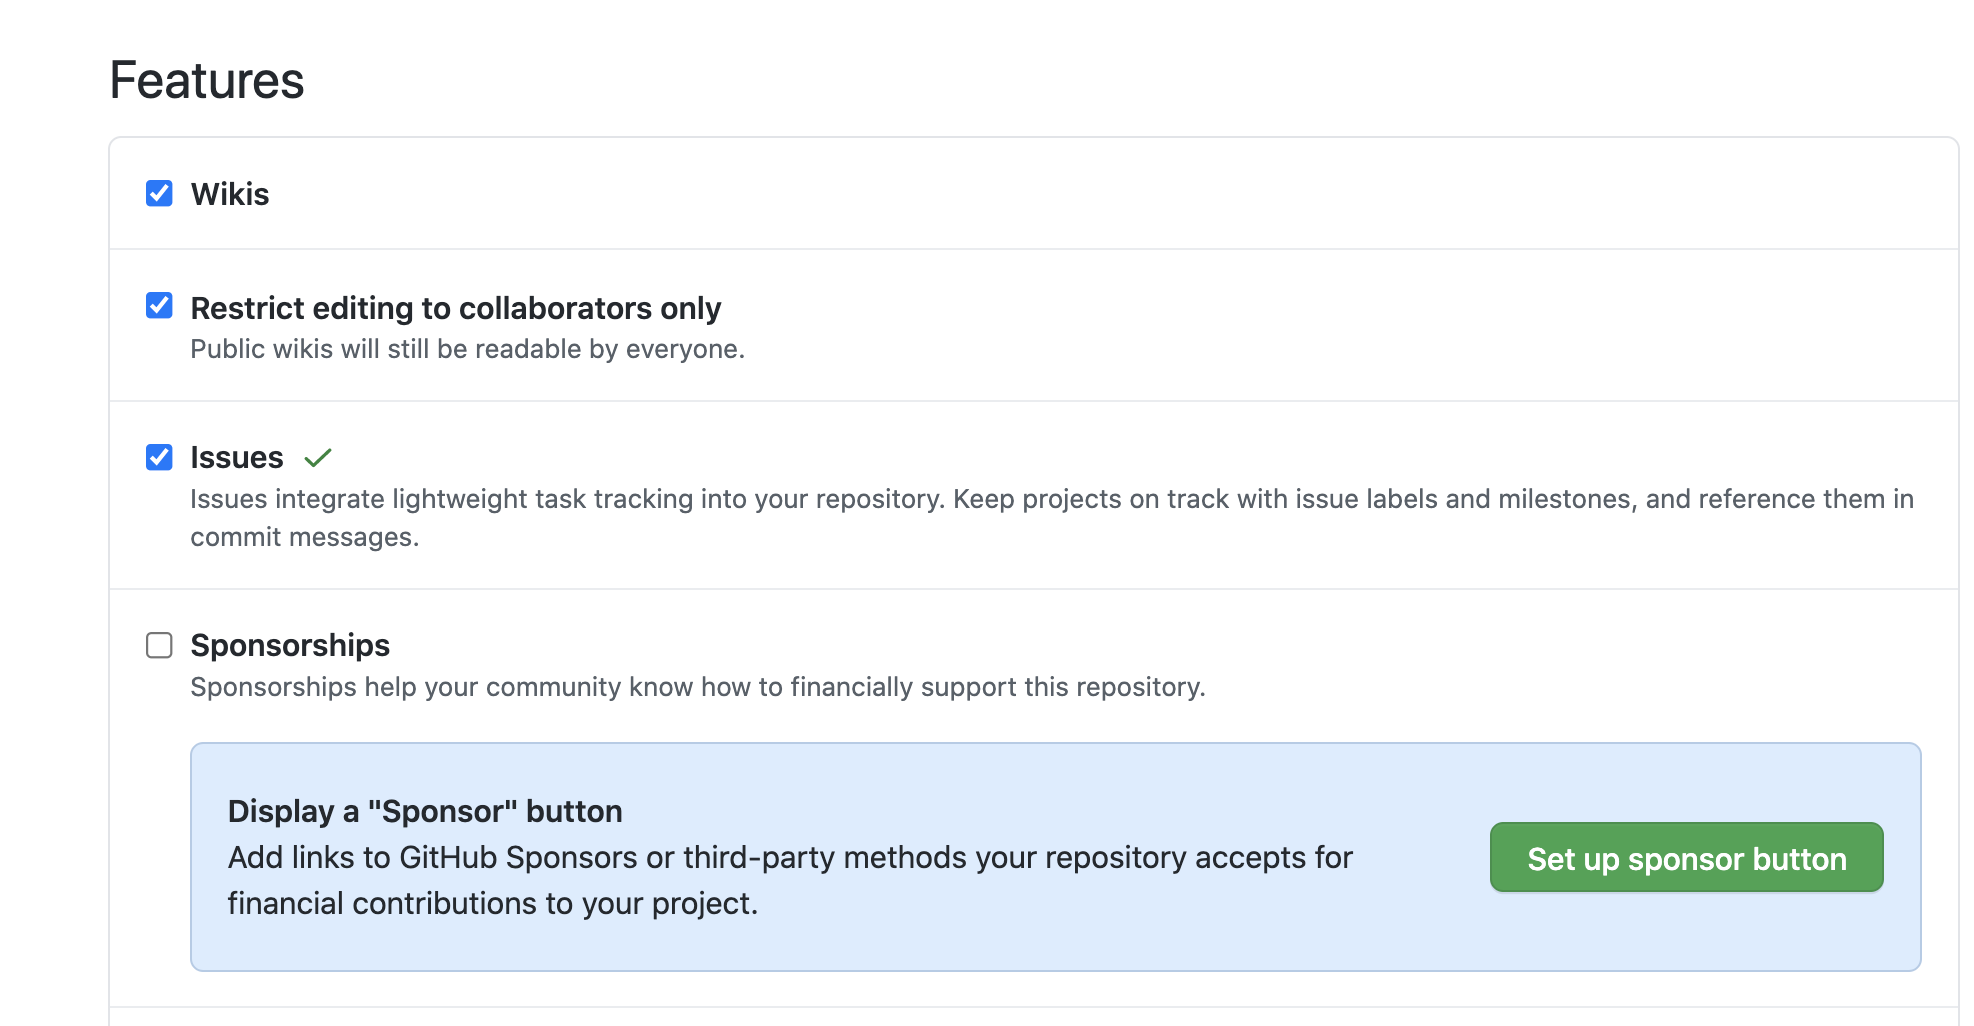 Features
Wikis
Restrict editing to collaborators only
Public wikis will still be readable by everyone.
Issues
Issues integrate lightweight task tracking into your repository. Keep projects on track with issue labels and milestones, and reference them in
commit messages.
Sponsorships
Sponsorships help your community know how to financially support this repository.
Display a "Sponsor" button
Add links to GitHub Sponsors or third-party methods your repository accepts for
financial contributions to your project.
Set up sponsor button